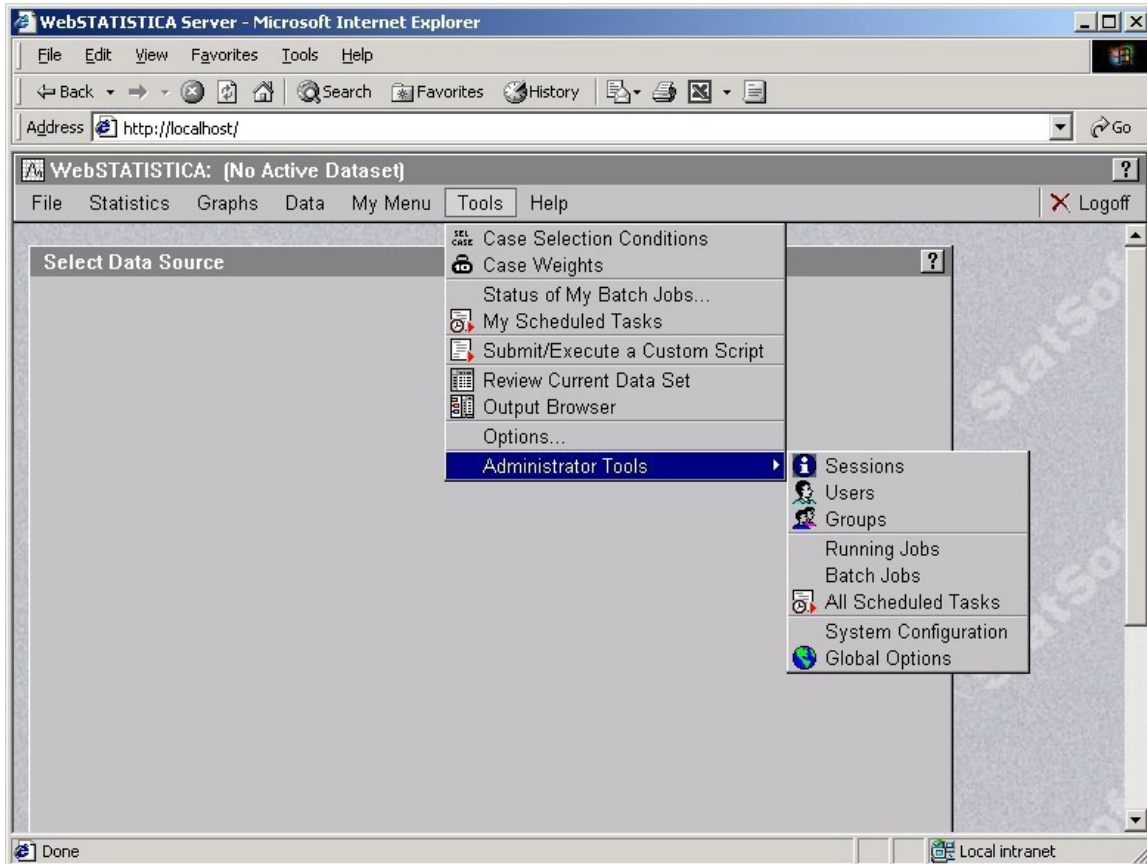 WebSTATISTICA Server - Microsoft Internet Explorer
File Edit View Favorites Tools Help
Back Search Favorites History
Address http://localhost/ Go
WebSTATISTICA: (No Active Dataset) ?
File Statistics Graphs Data My Menu Tools Help Logoff
SEL CASE Case Selection Conditions
Select Data Source ?
Case Weights
Status of My Batch Jobs...
My Scheduled Tasks
Submit/Execute a Custom Script
Review Current Data Set
Output Browser
Options...
Administrator Tools
Sessions
Users
Groups
Running Jobs
Batch Jobs
All Scheduled Tasks
System Configuration
Global Options
StatSoft
StatSoft
Done Local intranet